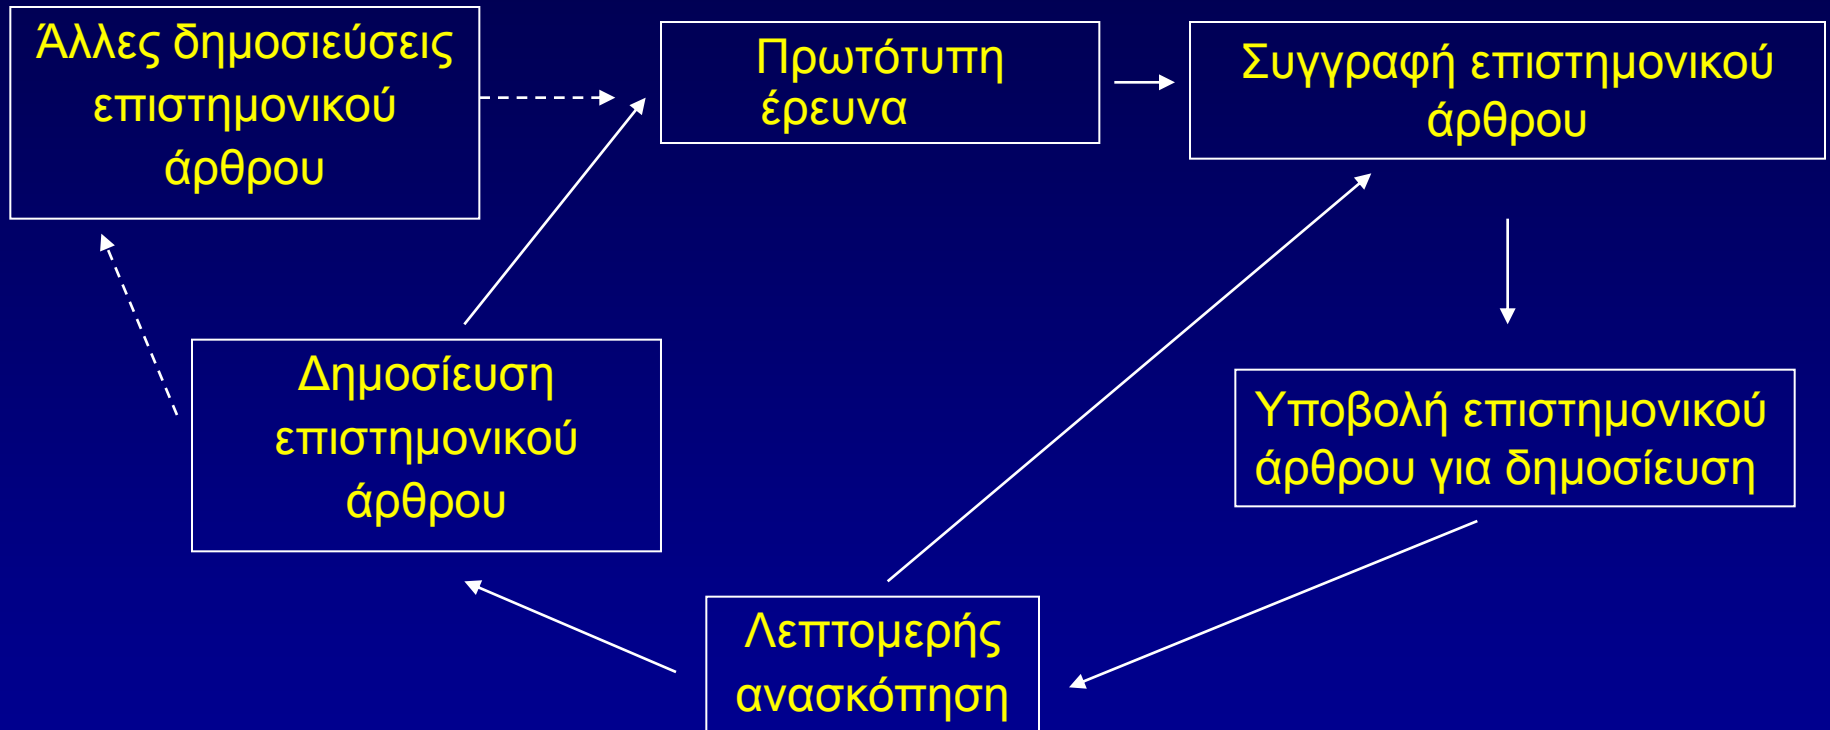 Άλλες δημοσιεύσεις
επιστημονικού
άρθρου
Πρωτότυπη
έρευνα
Συγγραφή επιστημονικού
άρθρου
Δημοσίευση
επιστημονικού
άρθρου
Υποβολή επιστημονικού
άρθρου για δημοσίευση
Λεπτομερής
ανασκόπηση